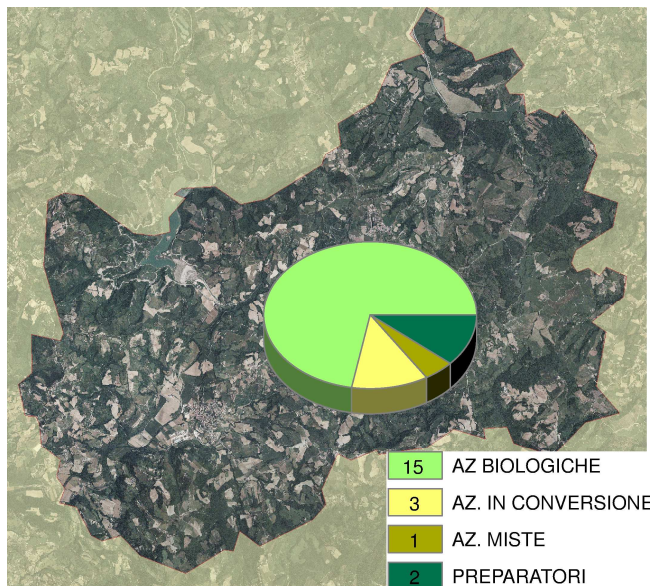 15 AZ BIOLOGICHE
3 AZ. IN CONVERSIONE
1 AZ. MISTE
2 PREPARATORI